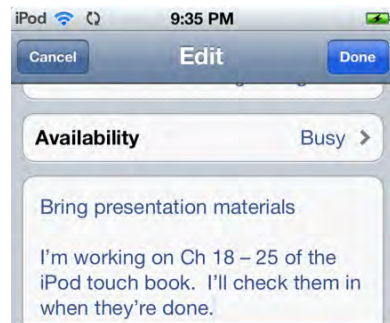 iPod 9:35 PM
Cancel Edit Done
Availability Busy >
Bring presentation materials
I'm working on Ch 18 – 25 of the
iPod touch book.  I'll check them in
when they're done.